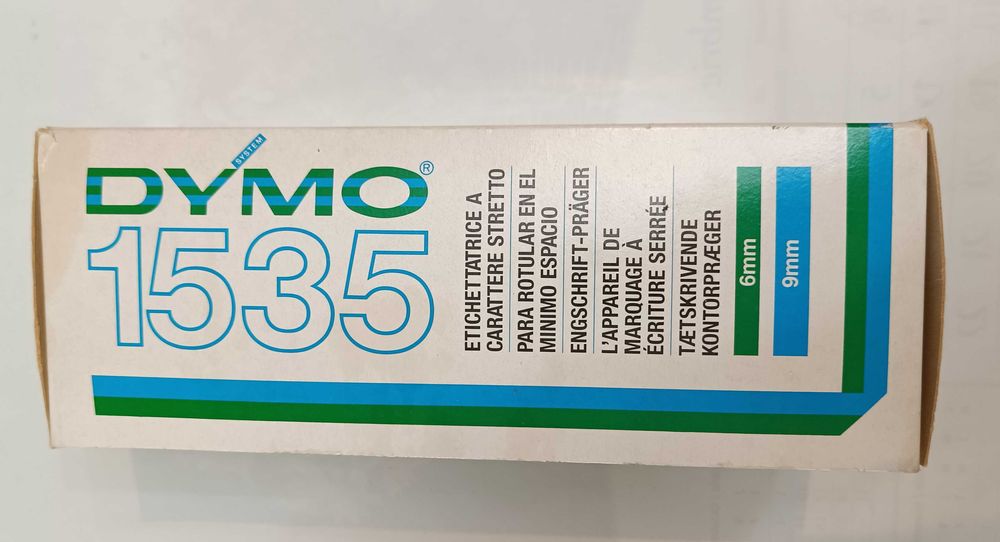 SYSTEM
DYMO®
1535
ETICHETTATRICE A
CARATTERE STRETTO
PARA ROTULAR EN EL
MINIMO ESPACIO
ENGSCHRIFT-PRÄGER
L'APPAREIL DE
MARQUAGE À
ÉCRITURE SERRÉE
TÆTSKRIVENDE
KONTORPRÆGER
6mm
9mm